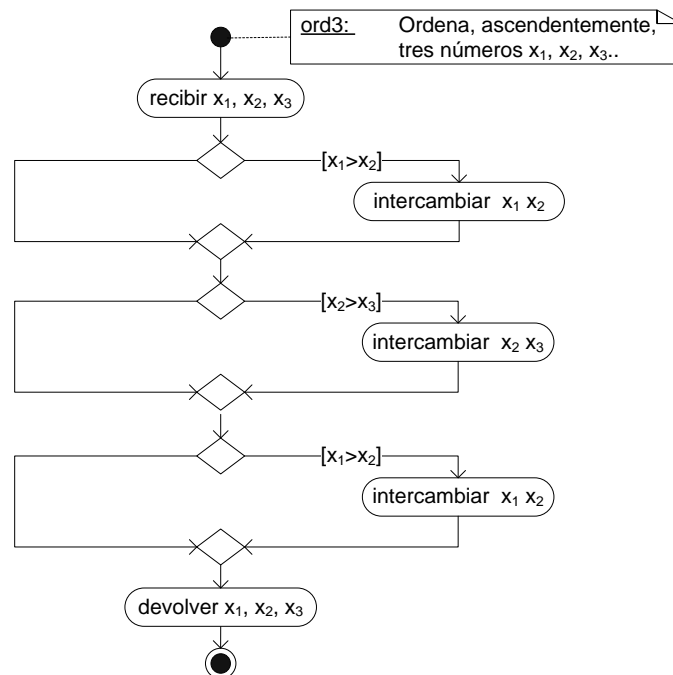 ord3: Ordena, ascendentemente,
tres números x₁, x₂, x₃..
recibir x₁, x₂, x₃
[x₁>x₂]
intercambiar x₁ x₂
[x₂>x₃]
intercambiar x₂ x₃
[x₁>x₂]
intercambiar x₁ x₂
devolver x₁, x₂, x₃